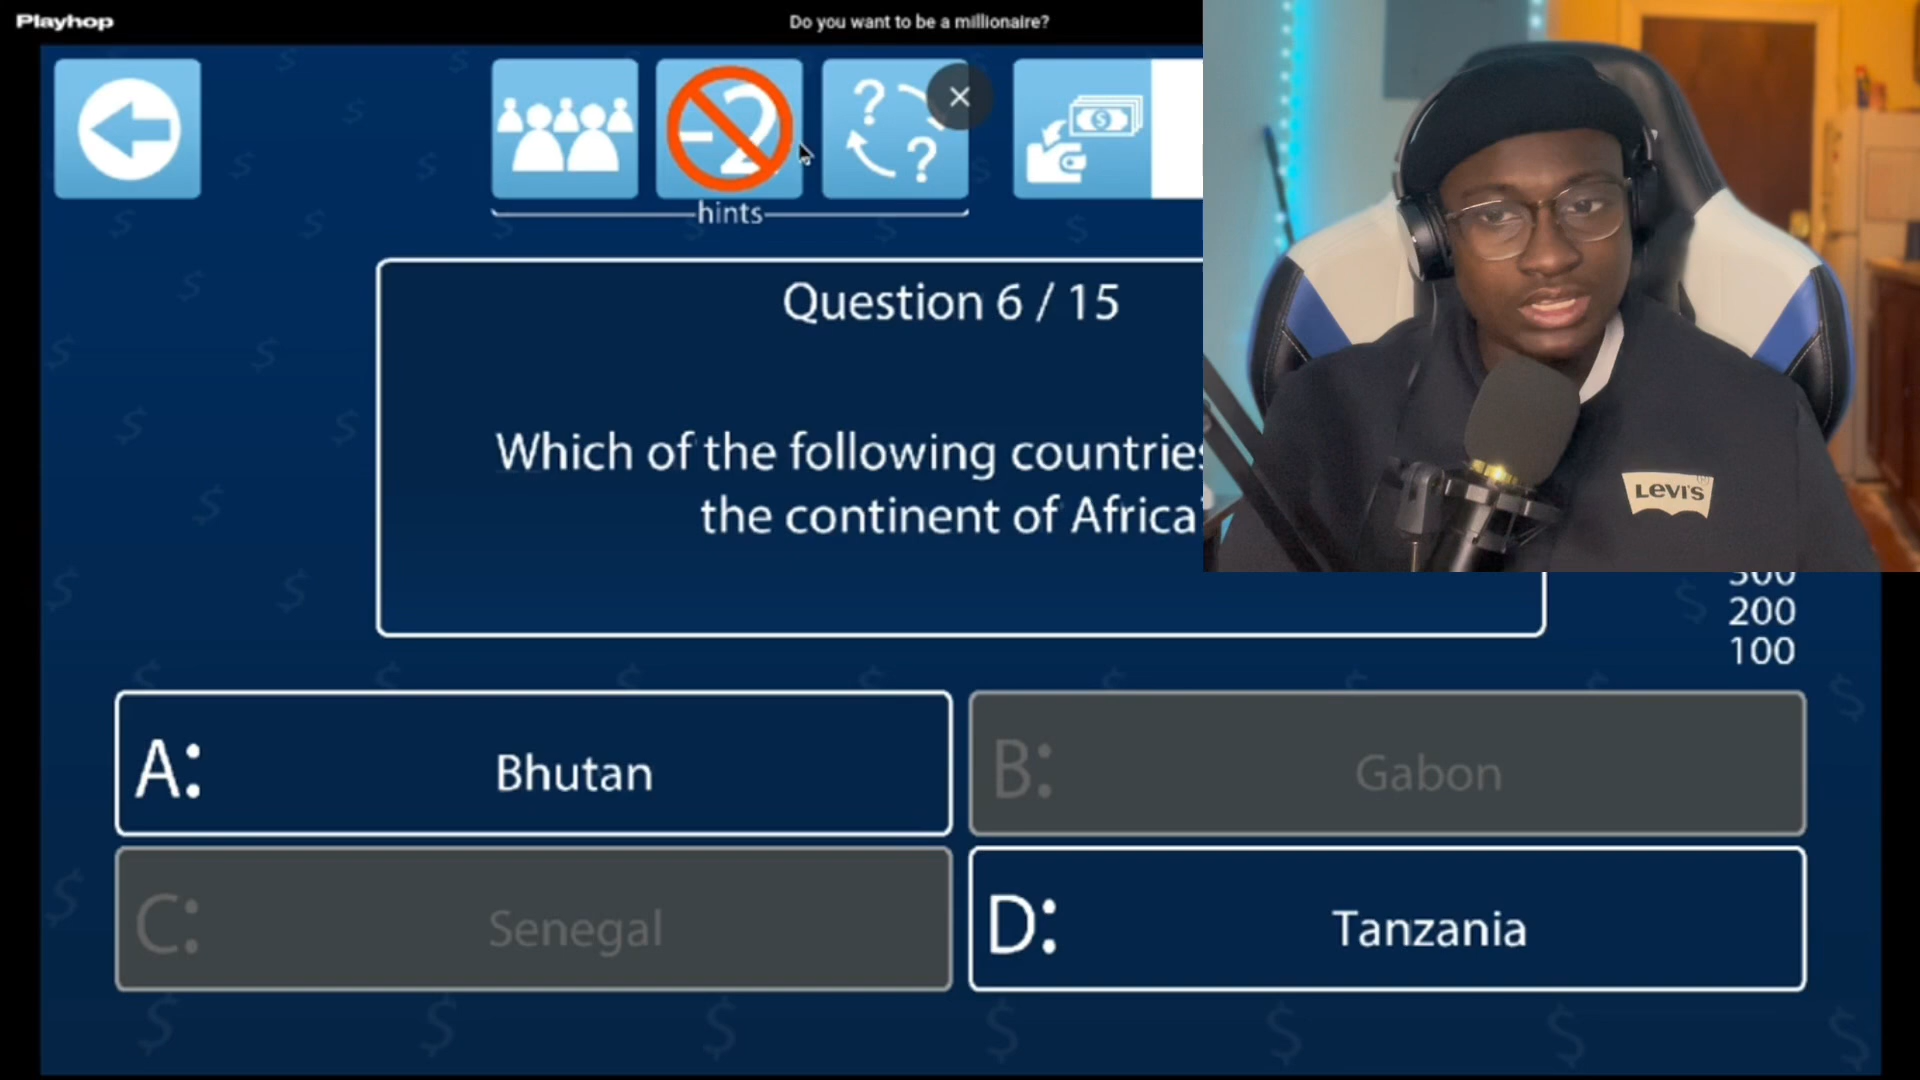 Playhop
Do you want to be a millionaire?
-2
? ?
hints
Question 6 / 15
Which of the following countries
the continent of Africa
LEVI'S
200
100
A: Bhutan
B: Gabon
C: Senegal
D: Tanzania